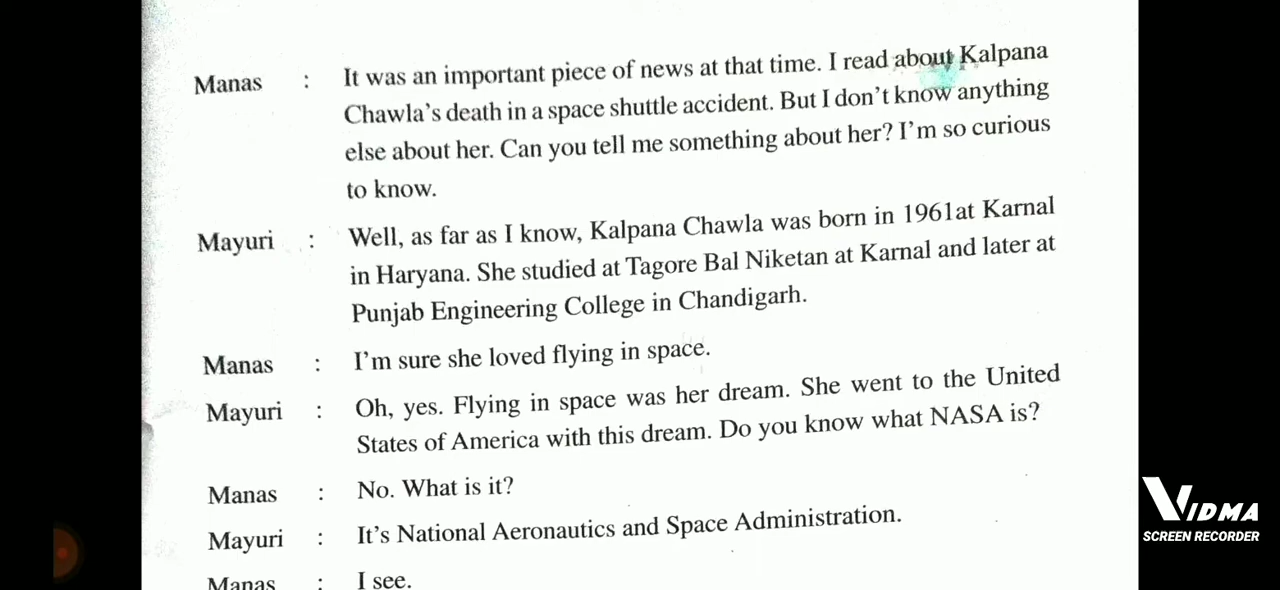 Manas : It was an important piece of news at that time. I read about Kalpana
Chawla's death in a space shuttle accident. But I don't know anything
else about her. Can you tell me something about her? I'm so curious
to know.
Mayuri : Well, as far as I know, Kalpana Chawla was born in 1961at Karnal
in Haryana. She studied at Tagore Bal Niketan at Karnal and later at
Punjab Engineering College in Chandigarh.
Manas : I'm sure she loved flying in space.
Mayuri : Oh, yes. Flying in space was her dream. She went to the United
States of America with this dream. Do you know what NASA is?
Manas : No. What is it?
Mayuri : It's National Aeronautics and Space Administration.
Manas : I see.
VIDMA
SCREEN RECORDER